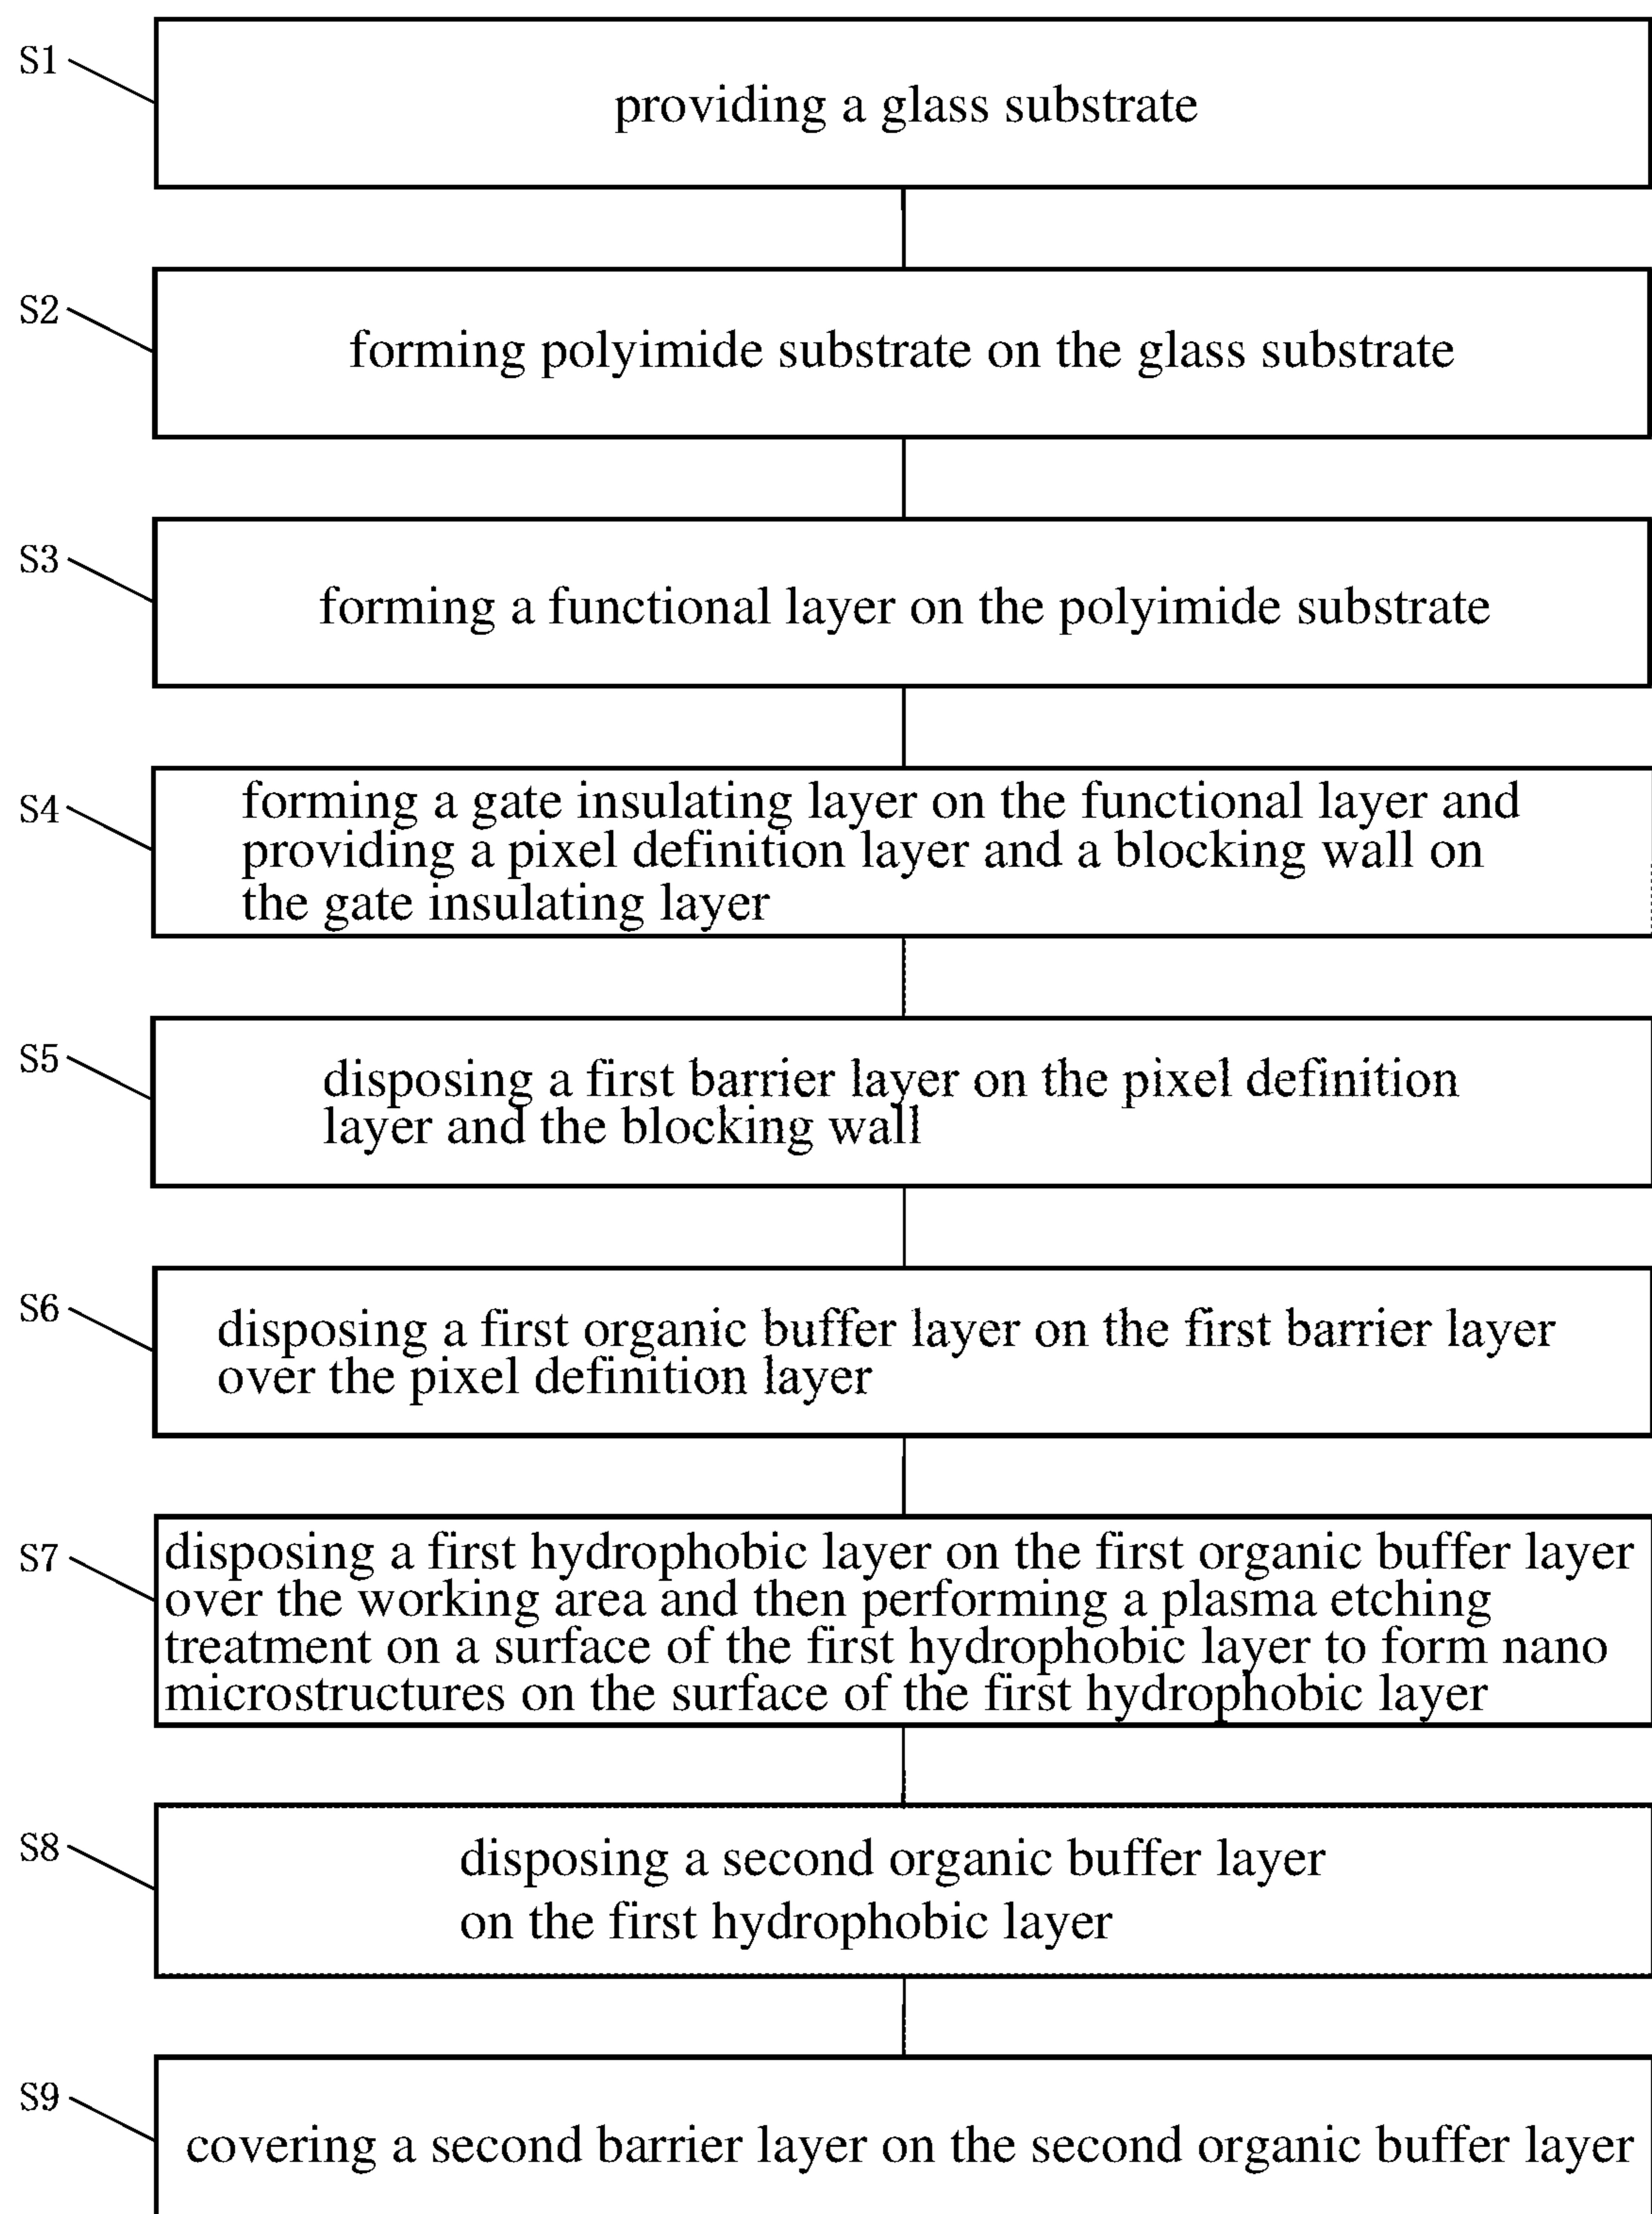 S1
providing a glass substrate
S2
forming polyimide substrate on the glass substrate
S3
forming a functional layer on the polyimide substrate
S4
forming a gate insulating layer on the functional layer and
providing a pixel definition layer and a blocking wall on
the gate insulating layer
S5
disposing a first barrier layer on the pixel definition
layer and the blocking wall
S6
disposing a first organic buffer layer on the first barrier layer
over the pixel definition layer
S7
disposing a first hydrophobic layer on the first organic buffer layer
over the working area and then performing a plasma etching
treatment on a surface of the first hydrophobic layer to form nano
microstructures on the surface of the first hydrophobic layer
S8
disposing a second organic buffer layer
on the first hydrophobic layer
S9
covering a second barrier layer on the second organic buffer layer